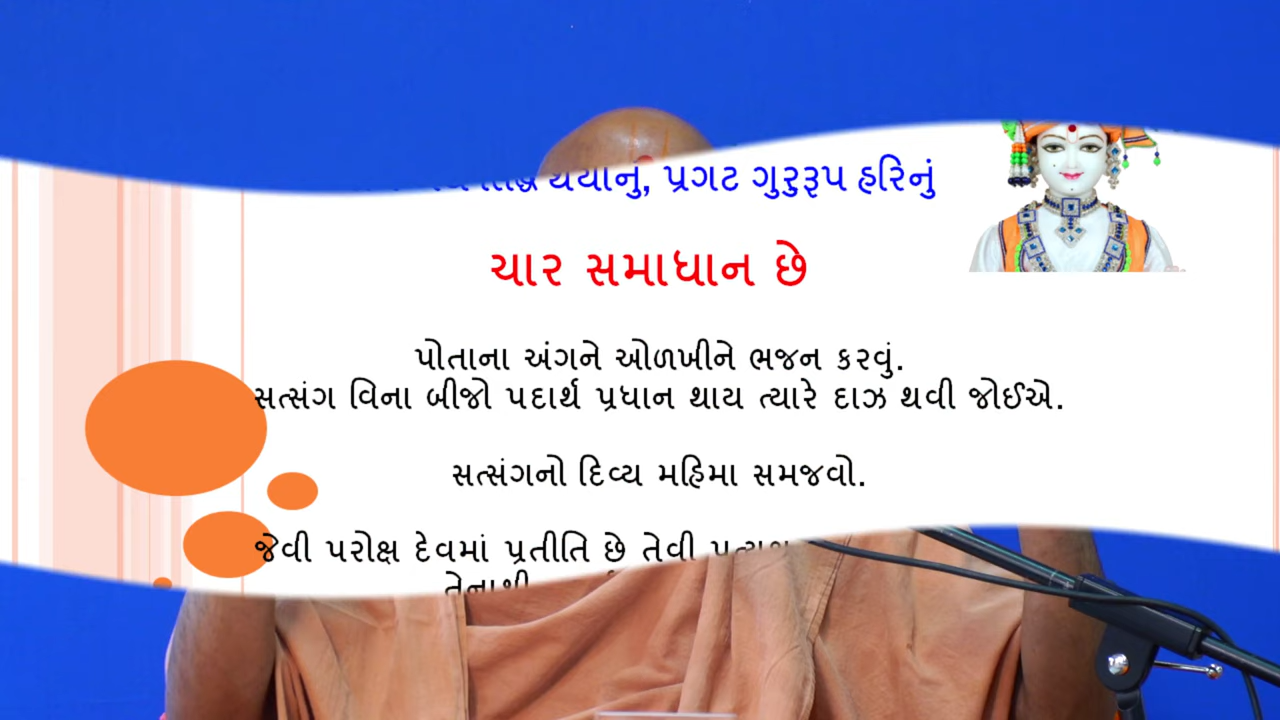 થયાનું, પ્રગટ ગુરુરૂપ હરિનું
ચાર સમાધાન છે
પોતાના અંગને ઓળખીને ભજન કરવું.
સત્સંગ વિના બીજો પદાર્થ પ્રધાન થાય ત્યારે દાઝ થવી જોઈએ.
સત્સંગનો દિવ્ય મહિમા સમજવો.
જેવી પરોક્ષ દેવમાં પ્રતીતિ છે તેવી